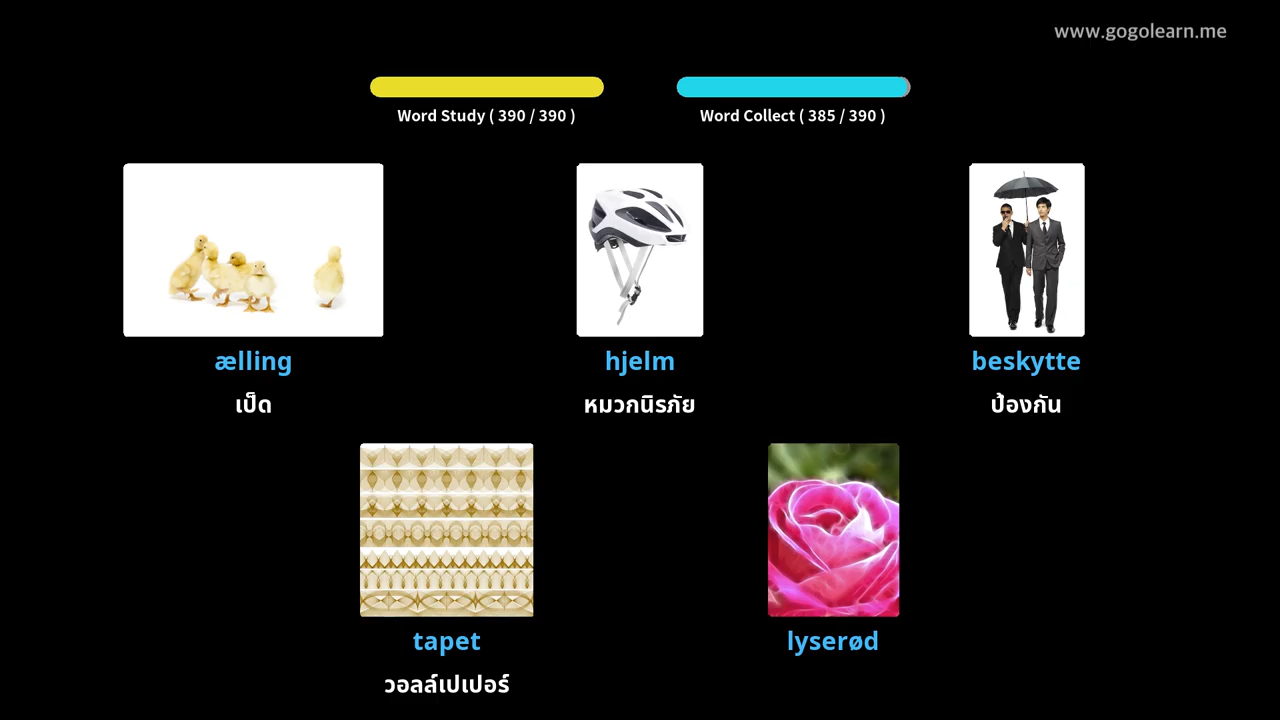 www.gogolearn.me
Word Study ( 390 / 390 )
Word Collect ( 385 / 390 )
ælling
hjelm
beskytte
เป็ด
หมวกนิรภัย
ป้องกัน
tapet
lyserød
วอลล์เปเปอร์